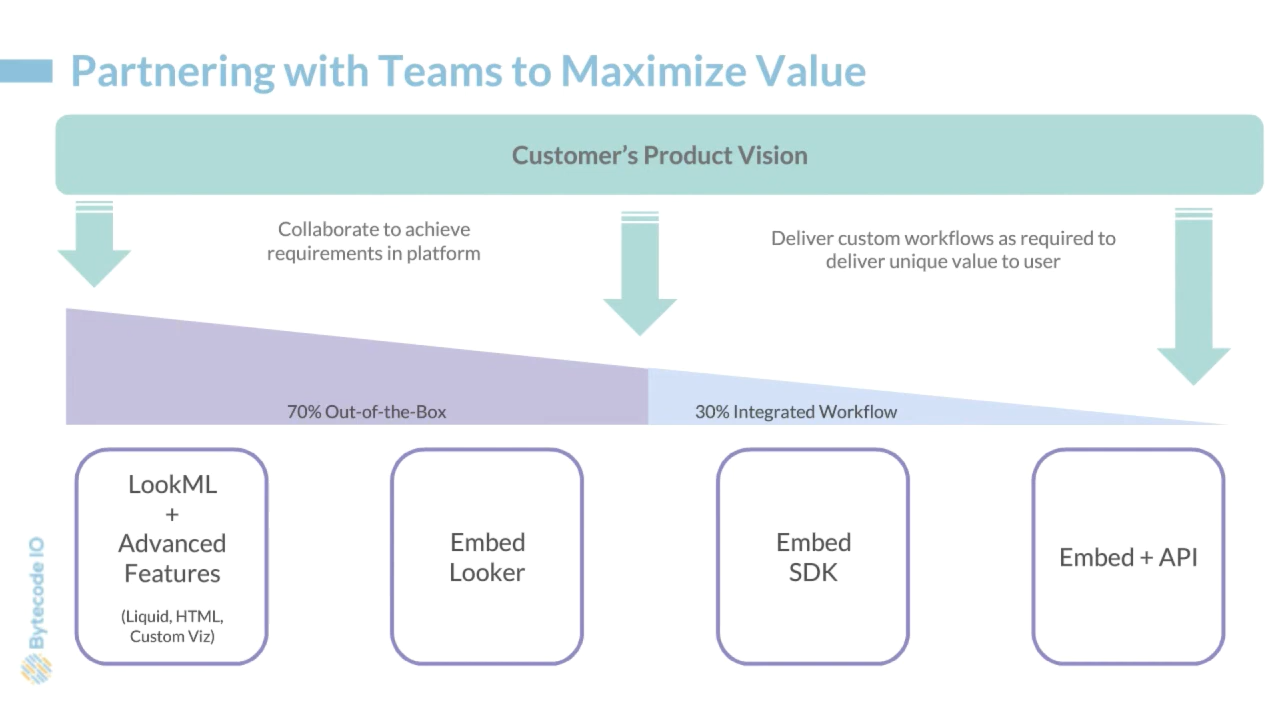 Partnering with Teams to Maximize Value
Customer’s Product Vision
Collaborate to achieve
requirements in platform
Deliver custom workflows as required to
deliver unique value to user
70% Out-of-the-Box
30% Integrated Workflow
LookML
+
Advanced
Features
(Liquid, HTML,
Custom Viz)
Embed
Looker
Embed
SDK
Embed + API
Bytecode IO